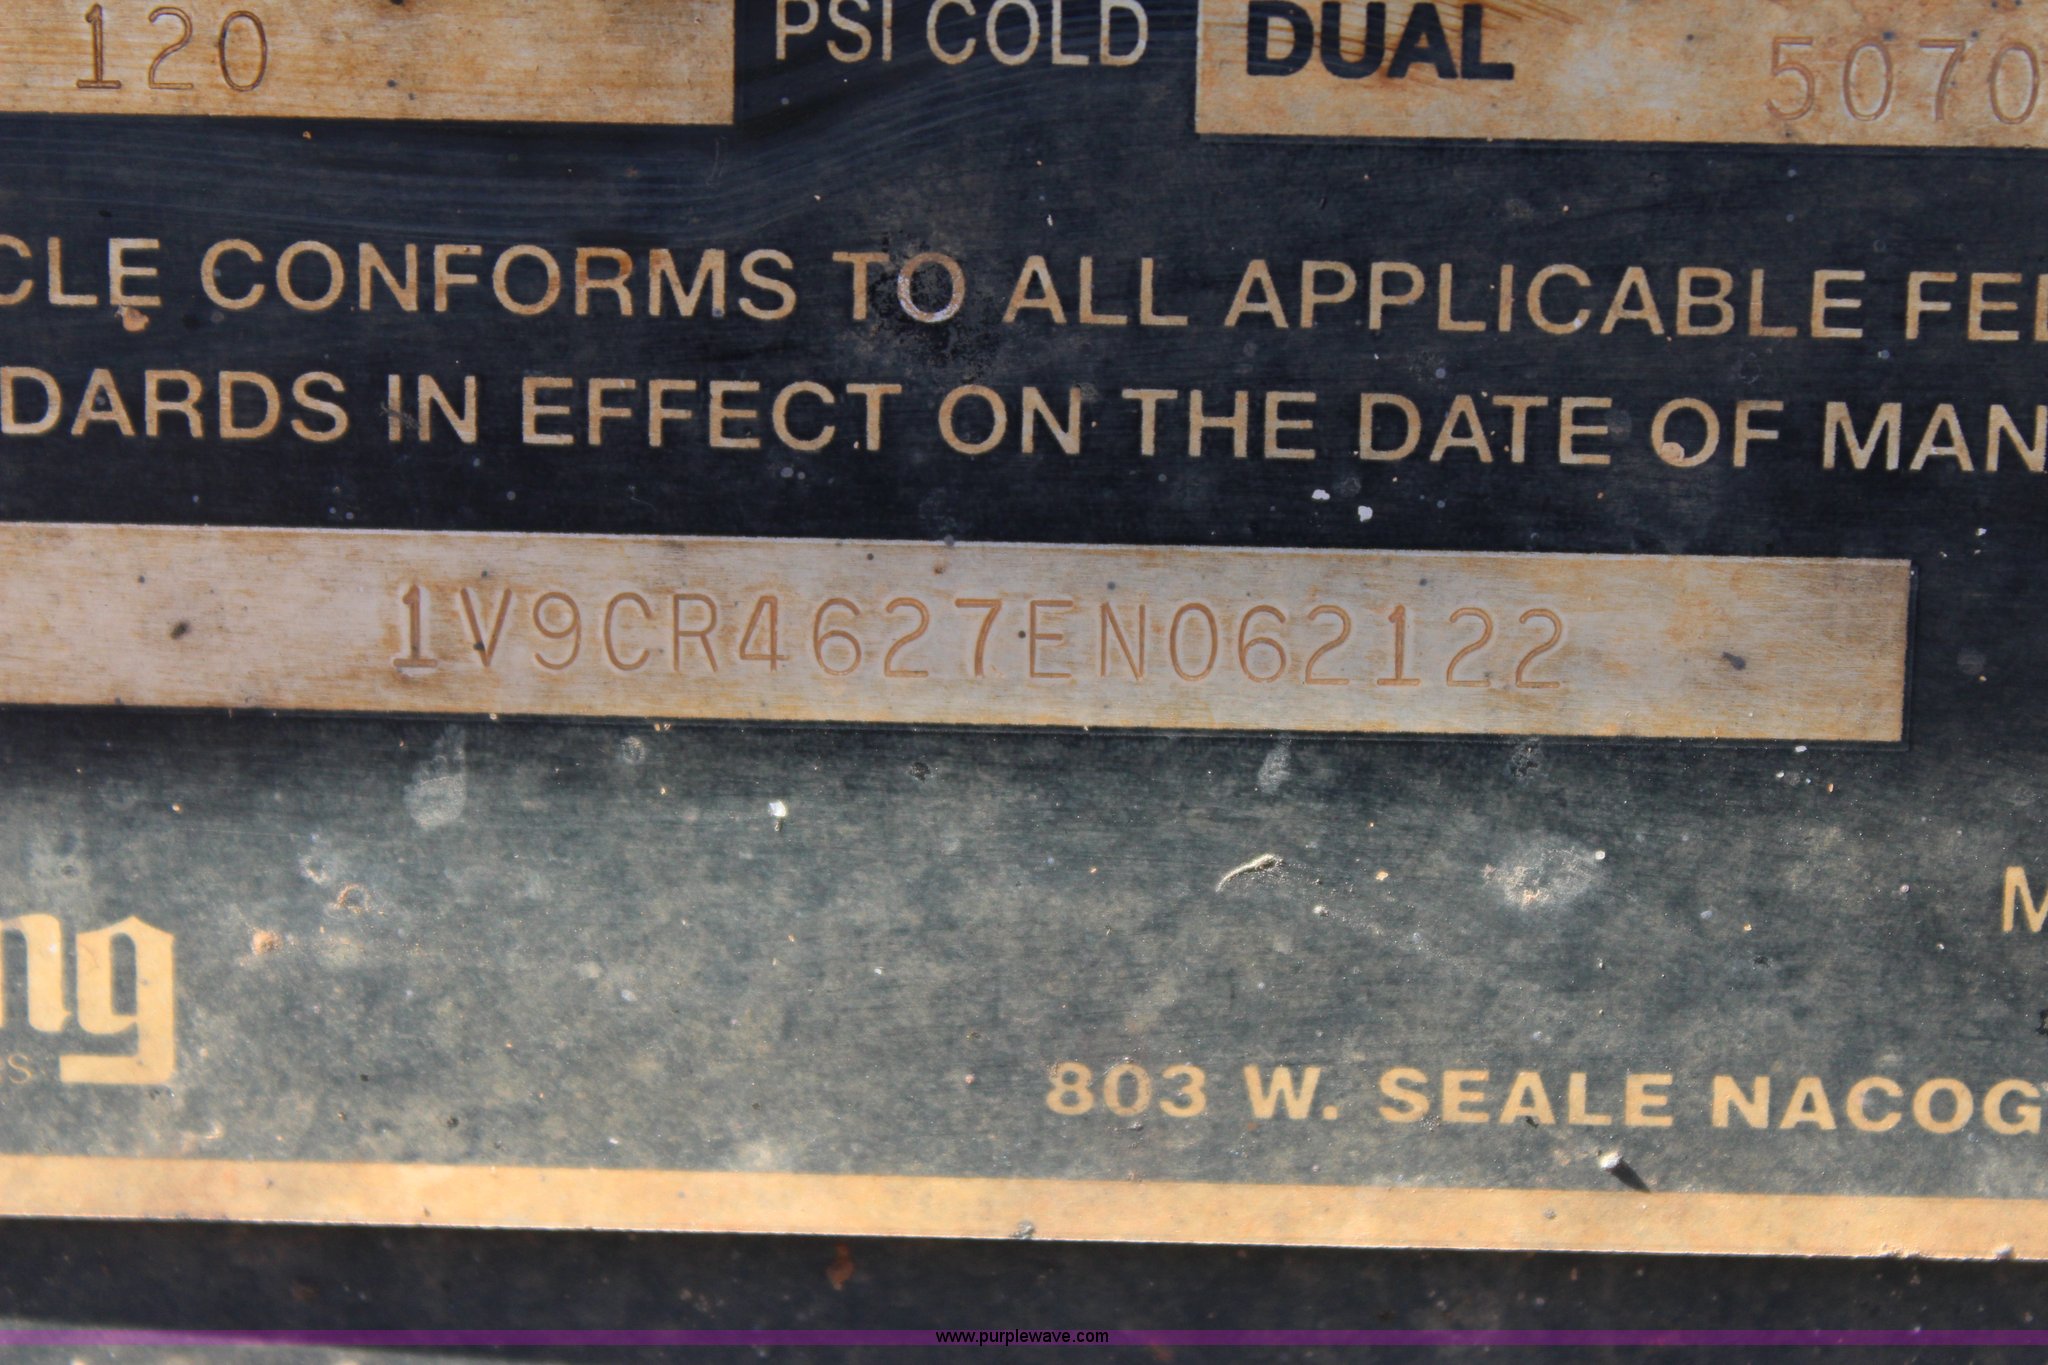 120 PSI COLD DUAL 5070
CLE CONFORMS TO ALL APPLICABLE FE
DARDS IN EFFECT ON THE DATE OF MAN
1V9CR4627EN062122
M
ng
es
803 W. SEALE NACOG
www.purplewave.com